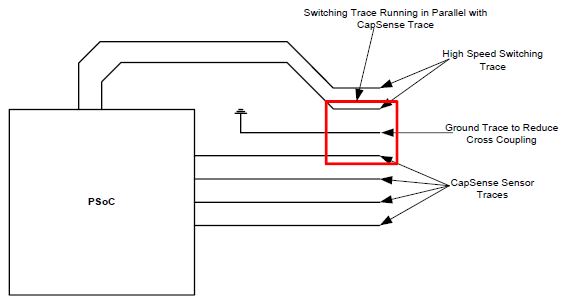 Switching Trace Running in Parallel with
CapSense Trace
High Speed Switching
Trace
Ground Trace to Reduce
Cross Coupling
CapSense Sensor
Traces
PSoC